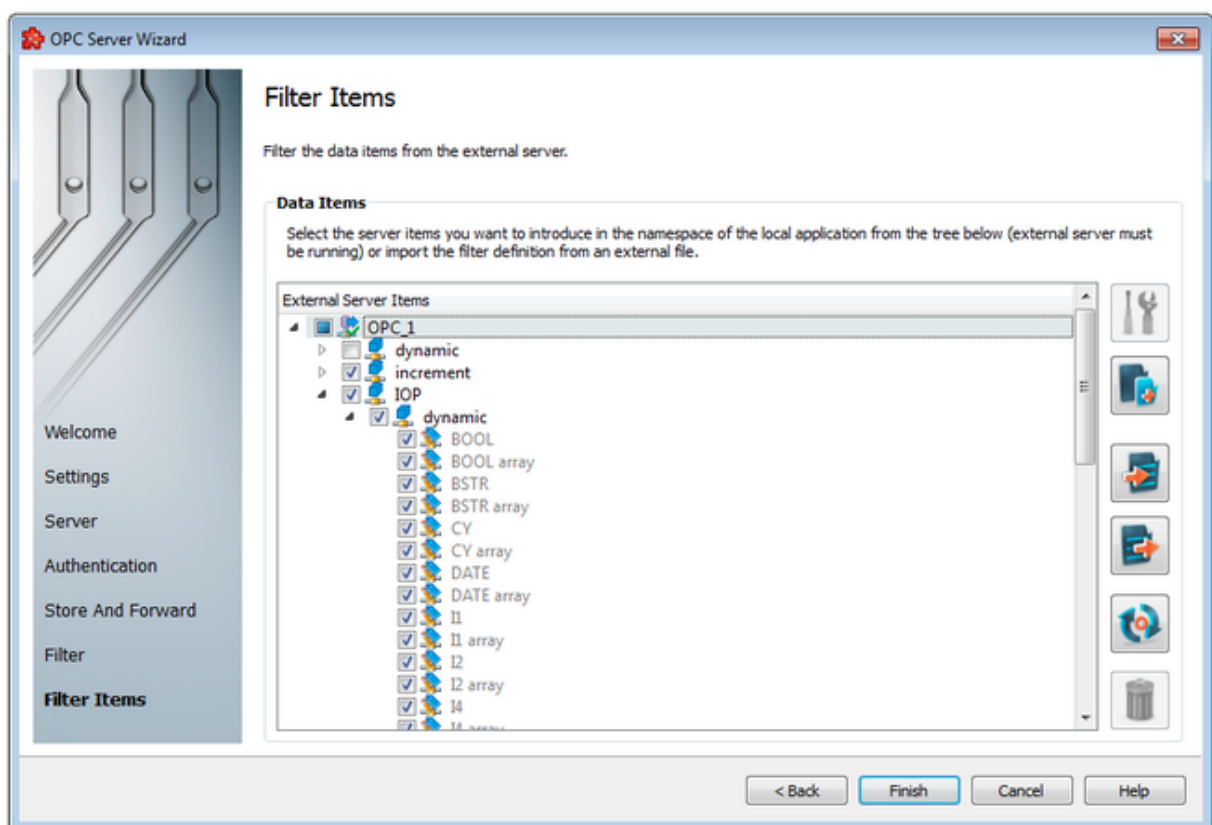 OPC Server Wizard
Filter Items
Filter the data items from the external server.
Data Items
Select the server items you want to introduce in the namespace of the local application from the tree below (external server must
be running) or import the filter definition from an external file.
External Server Items
OPC_1
dynamic
increment
IOP
dynamic
BOOL
BOOL array
BSTR
BSTR array
CY
CY array
DATE
DATE array
I1
I1 array
I2
I2 array
I4
I4 array
Welcome
Settings
Server
Authentication
Store And Forward
Filter
Filter Items
< Back
Finish
Cancel
Help